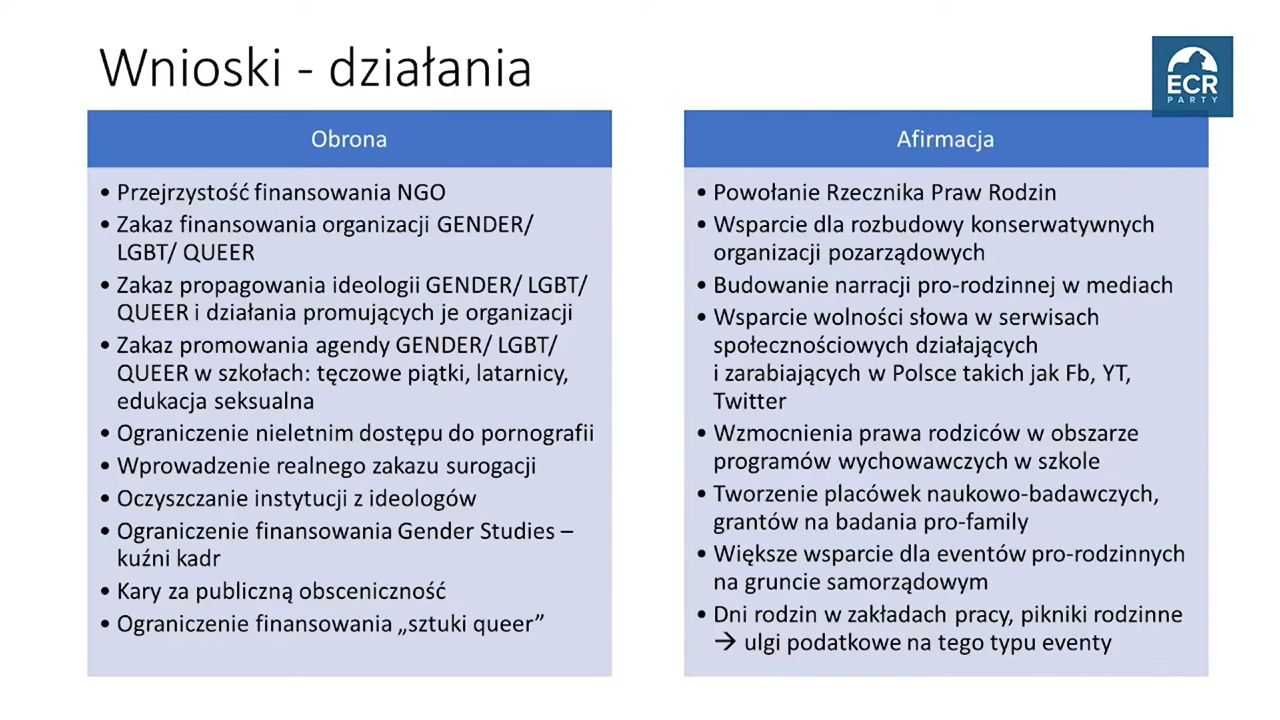 Wnioski - działania
ECR
PARTY
Obrona
• Przejrzystość finansowania NGO
• Zakaz finansowania organizacji GENDER/
LGBT/ QUEER
• Zakaz propagowania ideologii GENDER/ LGBT/
QUEER i działania promujących je organizacji
• Zakaz promowania agendy GENDER/ LGBT/
QUEER w szkołach: tęczowe piątki, latarnicy,
edukacja seksualna
• Ograniczenie nieletnim dostępu do pornografii
• Wprowadzenie realnego zakazu surogacji
• Oczyszczanie instytucji z ideologów
• Ograniczenie finansowania Gender Studies –
kuźni kadr
• Kary za publiczną obsceniczność
• Ograniczenie finansowania „sztuki queer”
Afirmacja
• Powołanie Rzecznika Praw Rodzin
• Wsparcie dla rozbudowy konserwatywnych
organizacji pozarządowych
• Budowanie narracji pro-rodzinnej w mediach
• Wsparcie wolności słowa w serwisach
społecznościowych działających
i zarabiających w Polsce takich jak Fb, YT,
Twitter
• Wzmocnienia prawa rodziców w obszarze
programów wychowawczych w szkole
• Tworzenie placówek naukowo-badawczych,
grantów na badania pro-family
• Większe wsparcie dla eventów pro-rodzinnych
na gruncie samorządowym
• Dni rodzin w zakładach pracy, pikniki rodzinne
→ ulgi podatkowe na tego typu eventy